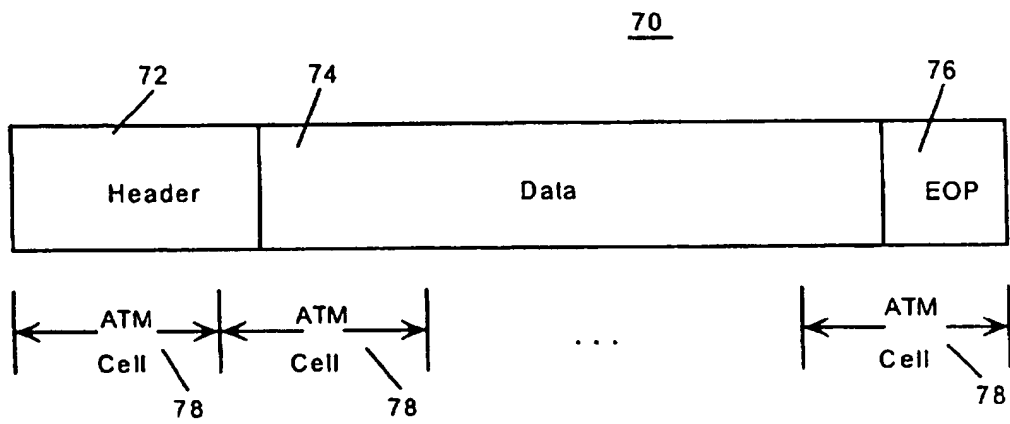 70
72
74
76
Header
Data
EOP
ATM
Cell
78
ATM
Cell
78
. . .
ATM
Cell
78